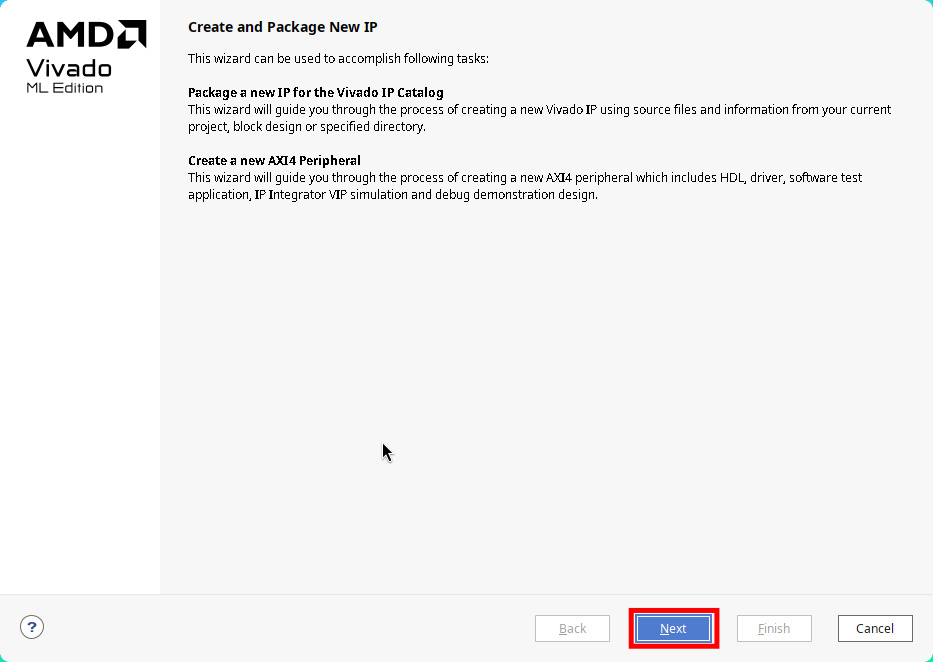 AMD
Vivado
ML Edition
Create and Package New IP
This wizard can be used to accomplish following tasks:
Package a new IP for the Vivado IP Catalog
This wizard will guide you through the process of creating a new Vivado IP using source files and information from your current
project, block design or specified directory.
Create a new AXI4 Peripheral
This wizard will guide you through the process of creating a new AXI4 peripheral which includes HDL, driver, software test
application, IP Integrator VIP simulation and debug demonstration design.
?
Back
Next
Finish
Cancel